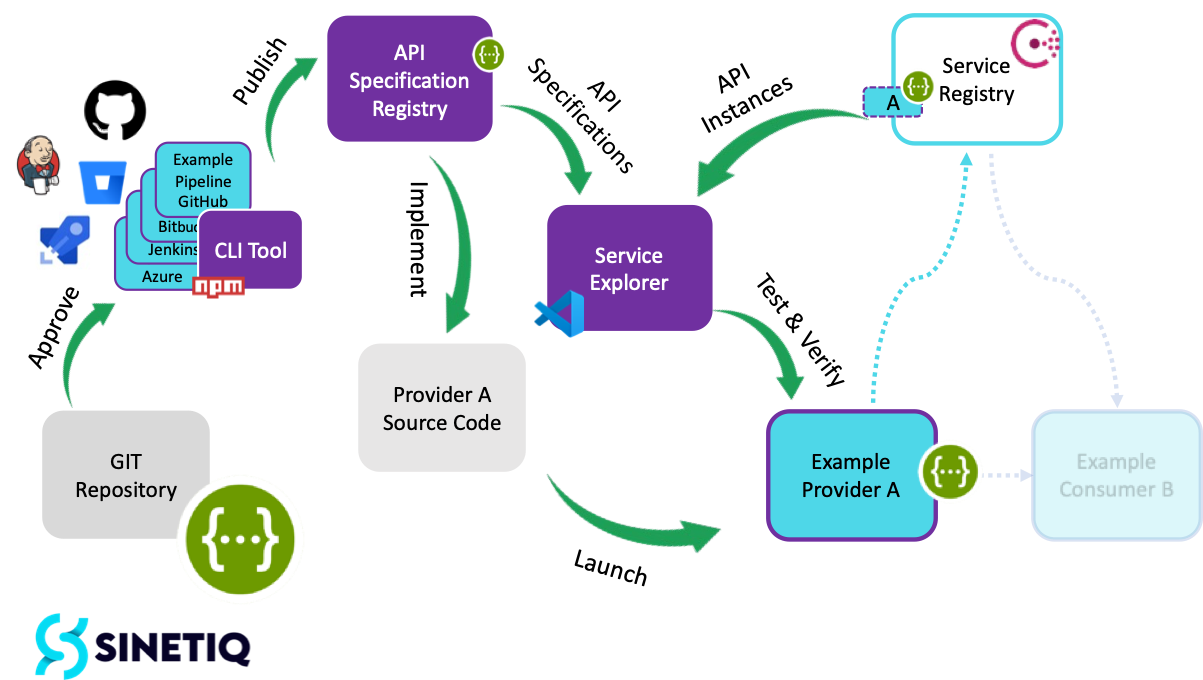 Publish
API
Specification
Registry
API
Specifications
API
Instances
A
Service
Registry
Example
Pipeline
GitHub
Jenkins
Azure
CLI Tool
npm
Implement
Service
Explorer
Approve
Test & Verify
GIT
Repository
Provider A
Source Code
Example
Provider A
Example
Consumer B
Launch
SINETIQ